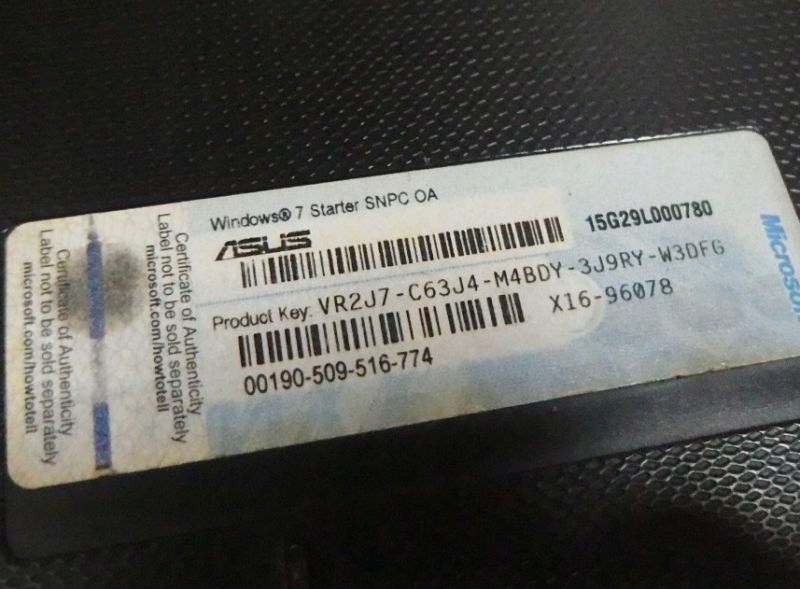 Certificate of Authenticity
Label not to be sold separately
microsoft.com/howtotell
Certificate of Authenticity
Label not to be sold separately
microsoft.com/howtotell
Windows® 7 Starter SNPC OA
ASUS
15G29L000780
Product Key: VR2J7-C63J4-M4BDY-3J9RY-W3DFG
X16-96078
00190-509-516-774
Microsoft